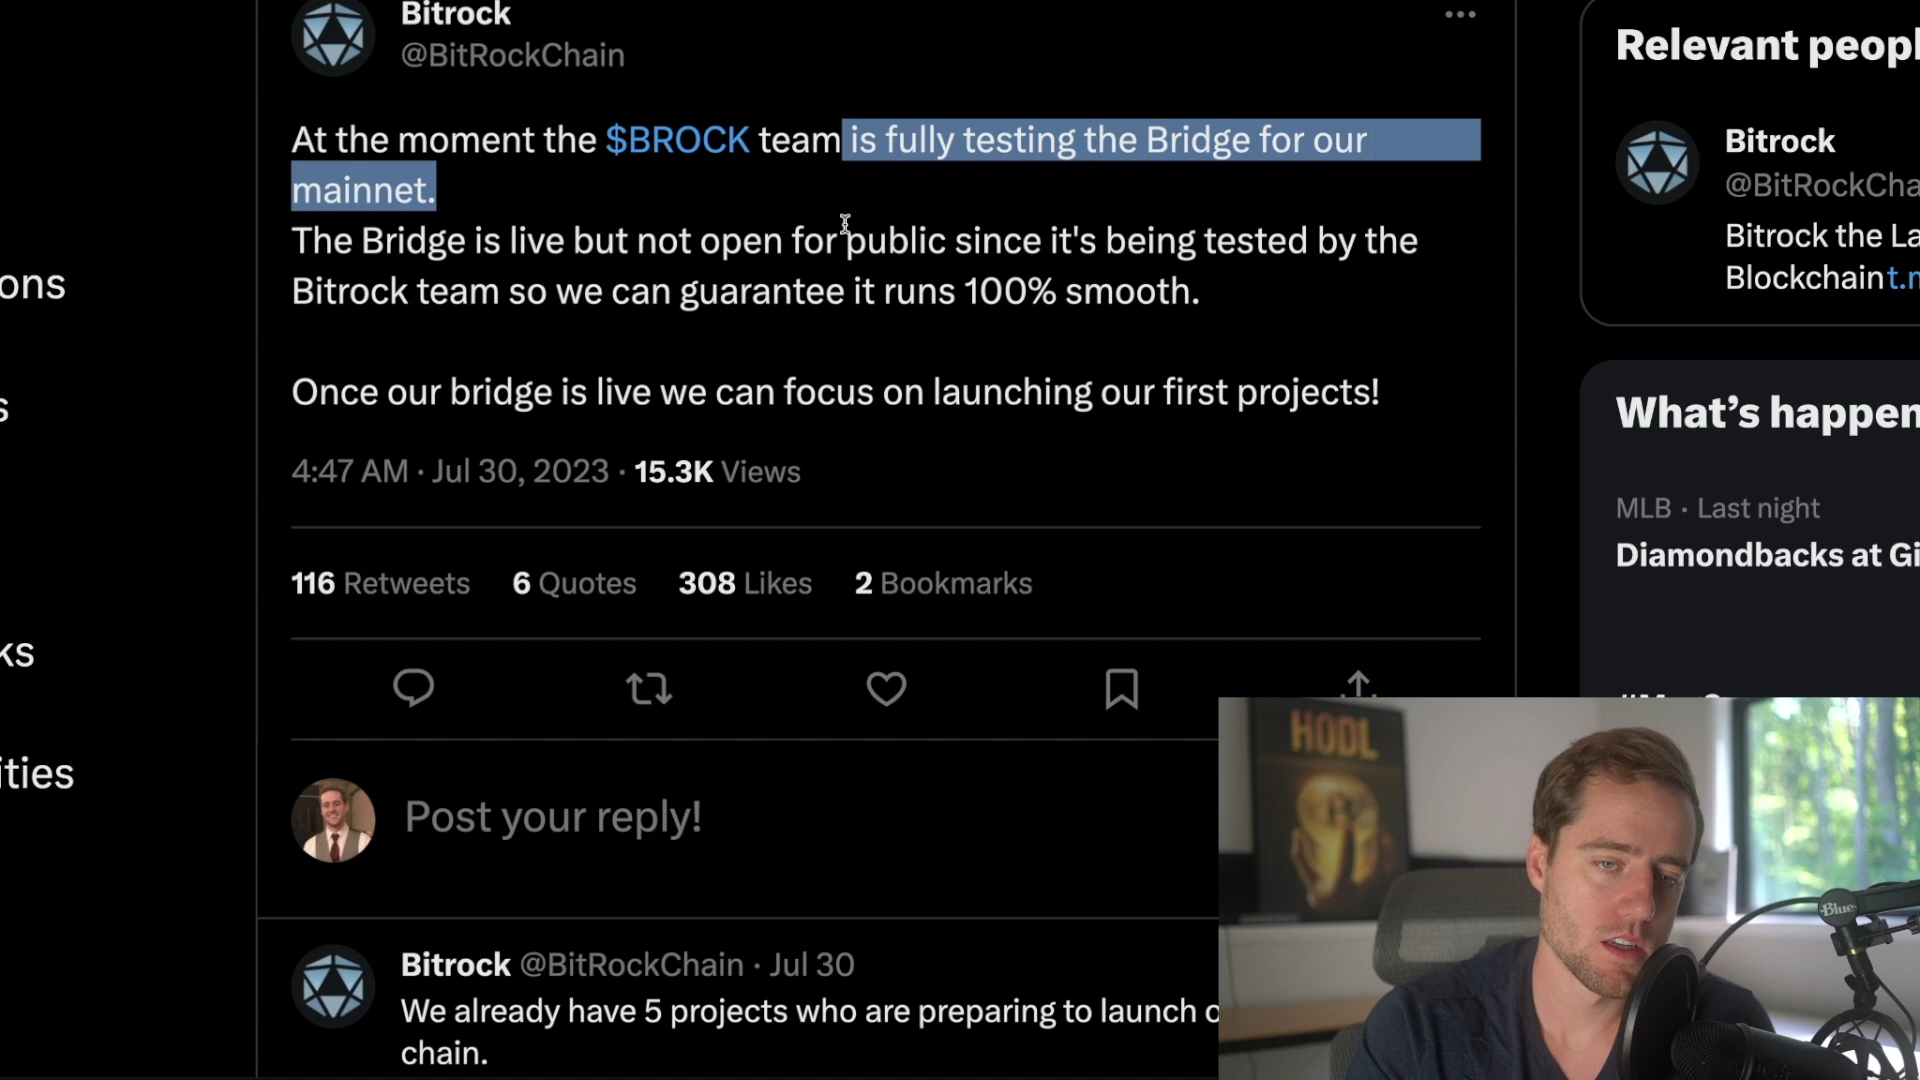 Bitrock
@BitRockChain
At the moment the $BROCK team is fully testing the Bridge for our
mainnet.
The Bridge is live but not open for public since it's being tested by the
Bitrock team so we can guarantee it runs 100% smooth.
Once our bridge is live we can focus on launching our first projects!
4:47 AM · Jul 30, 2023 · 15.3K Views
116 Retweets 6 Quotes 308 Likes 2 Bookmarks
Post your reply!
Bitrock @BitRockChain · Jul 30
We already have 5 projects who are preparing to launch
chain.
ons
s
ks
ities
Relevant peopl
Bitrock
@BitRockCha
Bitrock the La
Blockchain t.m
What's happen
MLB · Last night
Diamondbacks at Gi
HODL
Blue